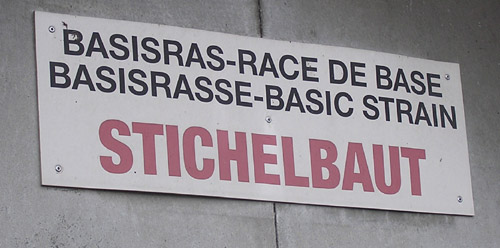 BASISRAS-RACE DE BASE
BASISRASSE-BASIC STRAIN
STICHELBAUT